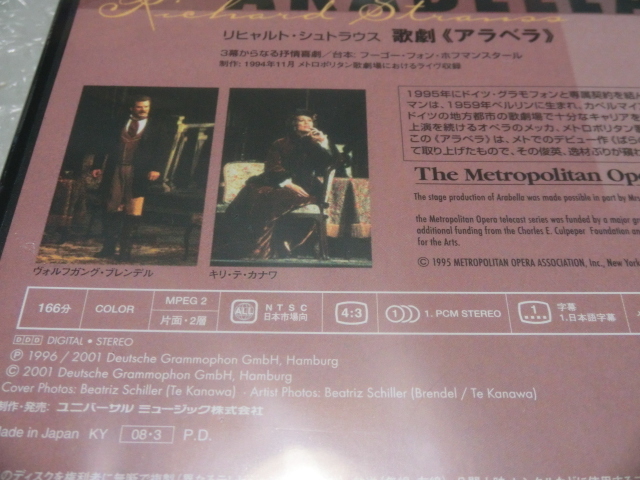 ARABELLA
Richard Strauss
リヒャルト・シュトラウス 歌劇《アラベラ》
3幕からなる抒情喜劇／台本：フーゴー・フォン・ホフマンスタール
制作：1994年11月 メトロポリタン歌劇場におけるライヴ収録
1995年にドイツ・グラモフォンと専属契約を結
マンは、1959年ベルリンに生まれ、カペルマイ
ドイツの地方都市の歌劇場で十分なキャリアを
上演を続けるオペラのメッカ、メトロポリタン
この《アラベラ》は、メトでのデビュー作《ばら
て取り上げたもので、その俊英、逸材ぶりが
The Metropolitan Ope
The stage production of Arabella was made possible in part by Mrs
the Metropolitan Opera telecast series was funded by a major gr
additional funding from the Charles E. Culpeper Foundation an
for the Arts.
© 1995 METROPOLITAN OPERA ASSOCIATION, Inc., New York
ヴォルフガング・ブレンデル
キリ・テ・カナワ
166分 COLOR MPEG 2 片面・2層 ALL NTSC 日本市場向 4:3 1. PCM STEREO 字幕 1.日本語字幕
DDD DIGITAL・STEREO
℗ 1996 / 2001 Deutsche Grammophon GmbH, Hamburg
© 2001 Deutsche Grammophon GmbH, Hamburg
Cover Photos: Beatriz Schiller (Te Kanawa) · Artist Photos: Beatriz Schiller (Brendel / Te Kanawa)
制作・発売：ユニバーサル ミュージック株式会社
Made in Japan KY 08・3 P.D.